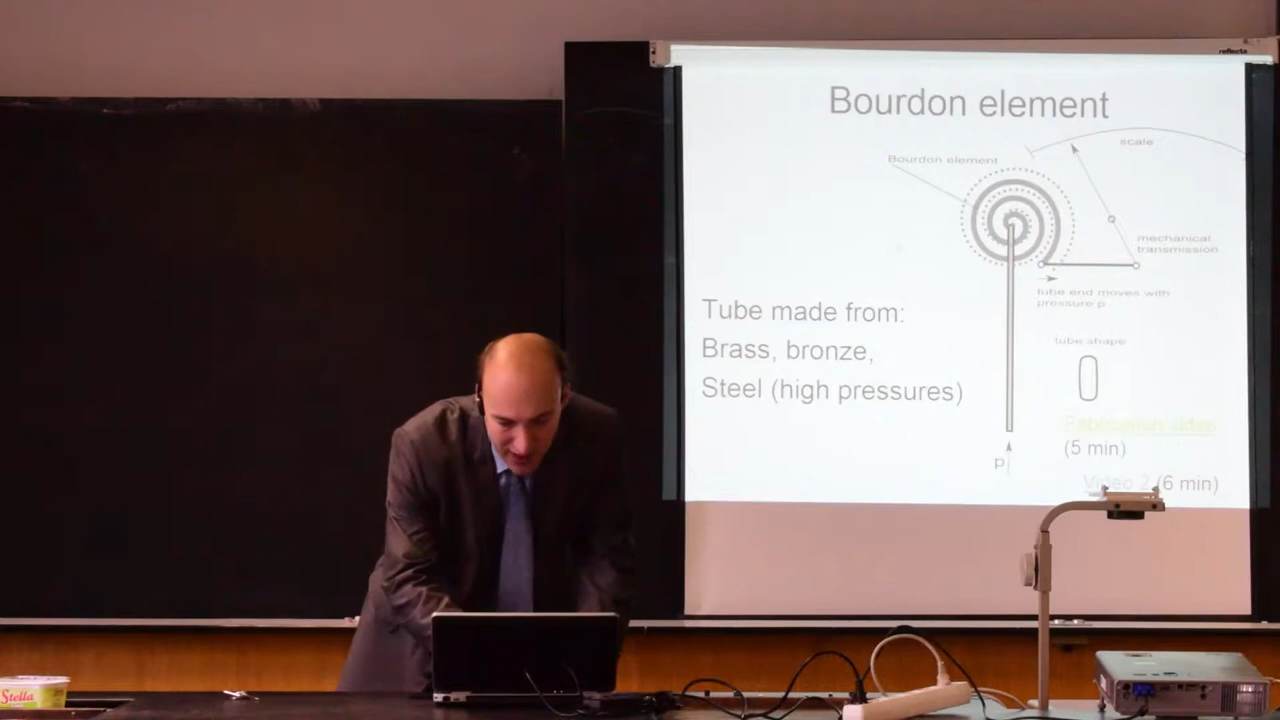 reflecta
Bourdon element
scale
Bourdon element
mechanical
transmission
tube end moves with
pressure p
Tube made from:
Brass, bronze,
Steel (high pressures)
tube shape
(5 min)
p
Video 2 (6 min)
Stella